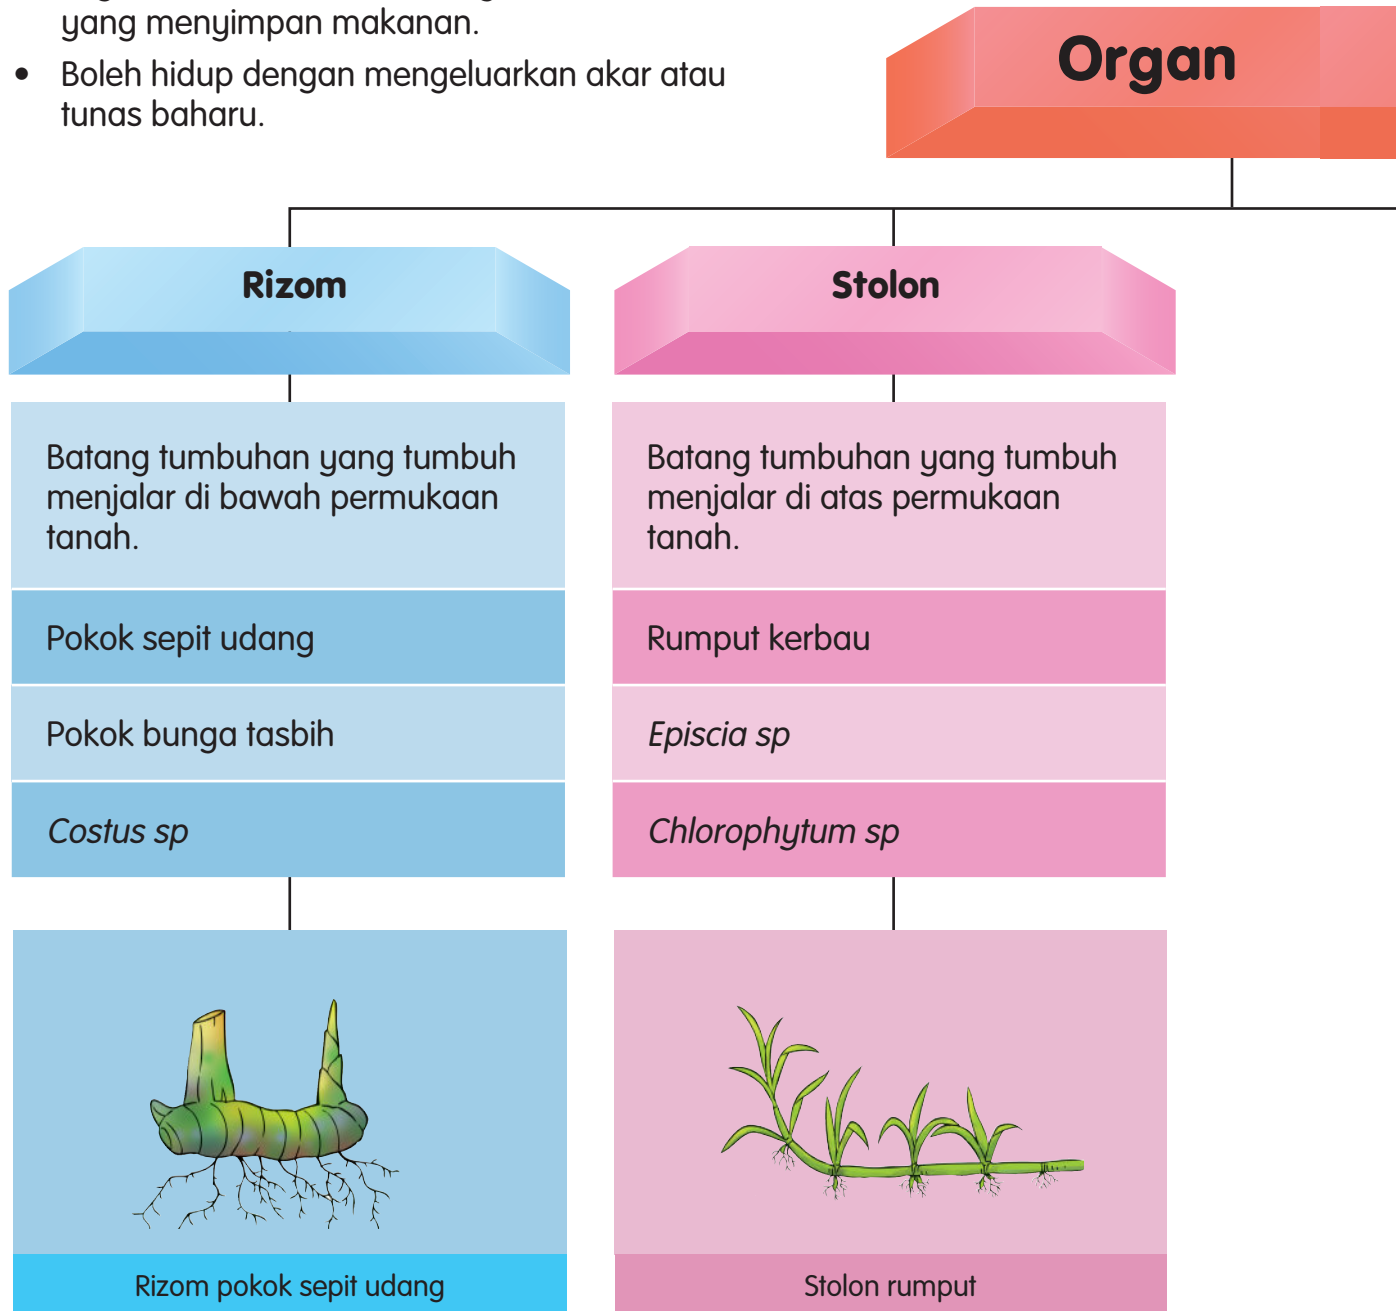 yang menyimpan makanan.
• Boleh hidup dengan mengeluarkan akar atau
tunas baharu.
Organ
Rizom
Batang tumbuhan yang tumbuh
menjalar di bawah permukaan
tanah.
Pokok sepit udang
Pokok bunga tasbih
Costus sp
Rizom pokok sepit udang
Stolon
Batang tumbuhan yang tumbuh
menjalar di atas permukaan
tanah.
Rumput kerbau
Episcia sp
Chlorophytum sp
Stolon rumput